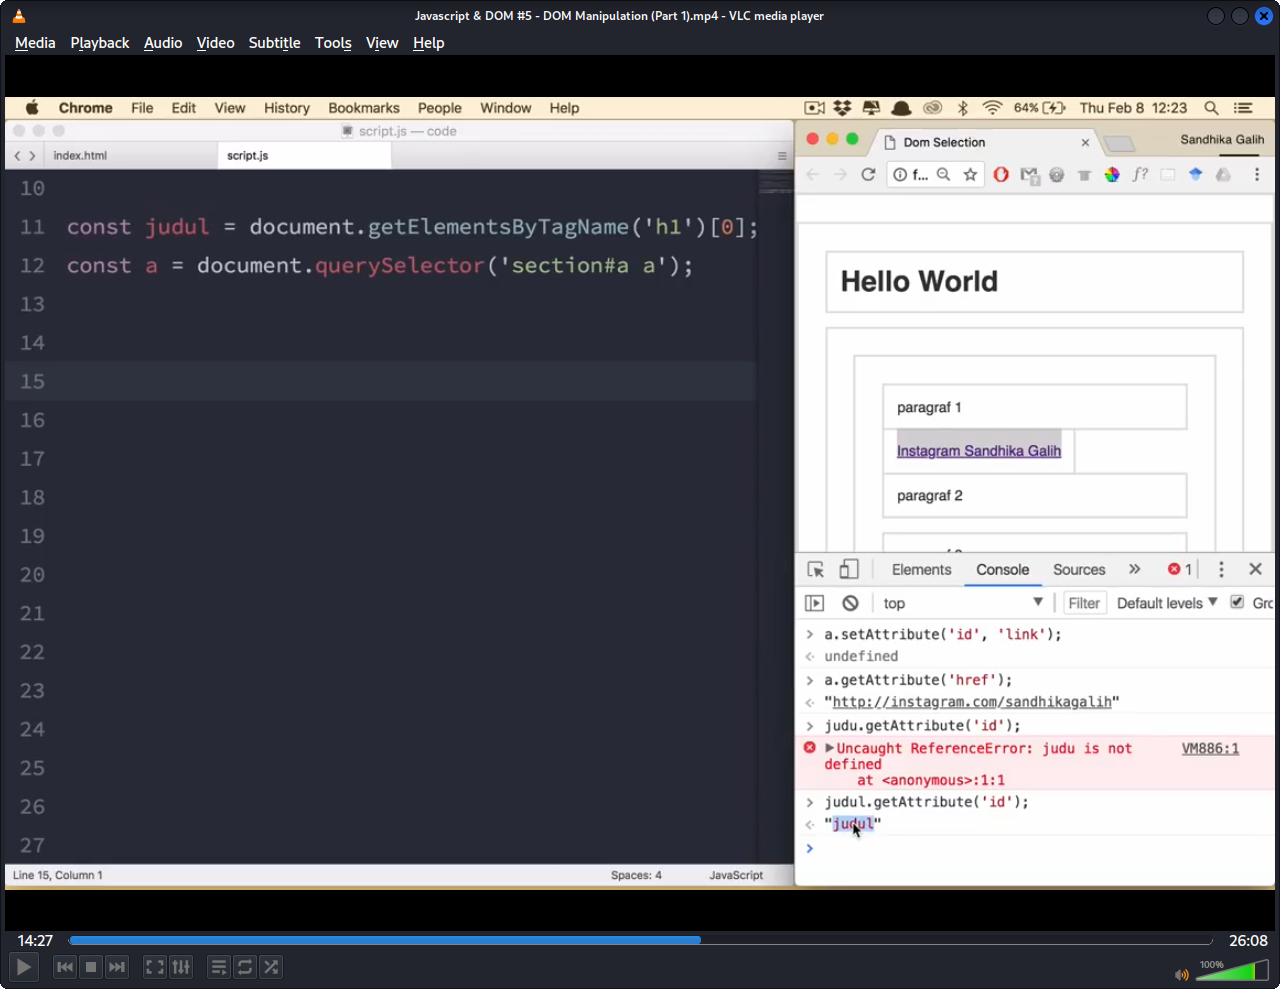 Javascript & DOM #5 - DOM Manipulation (Part 1).mp4 - VLC media player
Media Playback Audio Video Subtitle Tools View Help
Chrome File Edit View History Bookmarks People Window Help 64% Thu Feb 8 12:23
script.js — code
index.html script.js
10
11 const judul = document.getElementsByTagName('h1')[0];
12 const a = document.querySelector('section#a a');
13
14
15
16
17
18
19
20
21
22
23
24
25
26
27
Line 15, Column 1 Spaces: 4 JavaScript
Dom Selection Sandhika Galih
f... f?
Hello World
paragraf 1
Instagram Sandhika Galih
paragraf 2
Elements Console Sources 1
top Filter Default levels Gro
> a.setAttribute('id', 'link');
undefined
> a.getAttribute('href');
"http://instagram.com/sandhikagalih"
> judu.getAttribute('id');
Uncaught ReferenceError: judu is not VM886:1
defined
at <anonymous>:1:1
> judul.getAttribute('id');
"judul"
>
14:27 26:08
100%